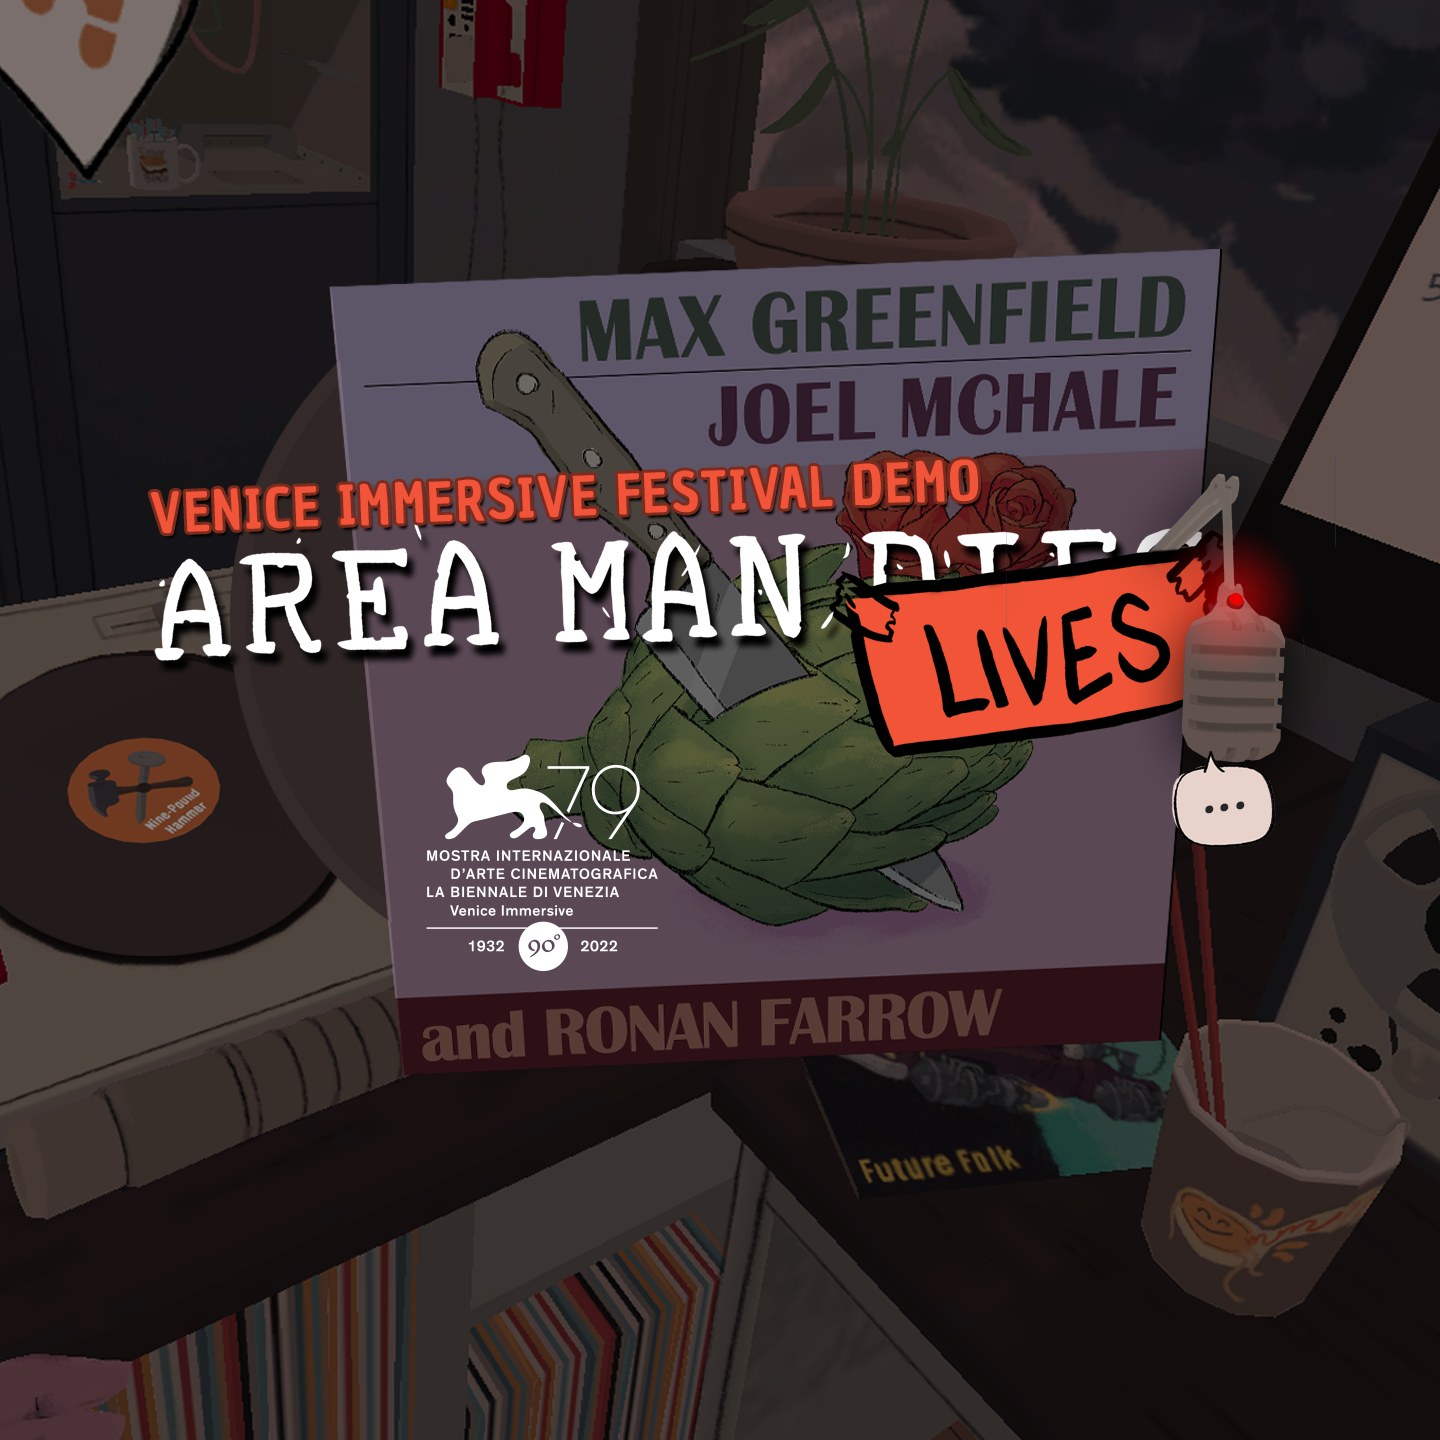 MAX GREENFIELD
JOEL MCHALE
VENICE IMMERSIVE FESTIVAL DEMO
AREA MAN DIES
LIVES
79
MOSTRA INTERNAZIONALE
D'ARTE CINEMATOGRAFICA
LA BIENNALE DI VENEZIA
Venice Immersive
1932 90° 2022
Nine-Pound
Hammer
and RONAN FARROW
Future Folk